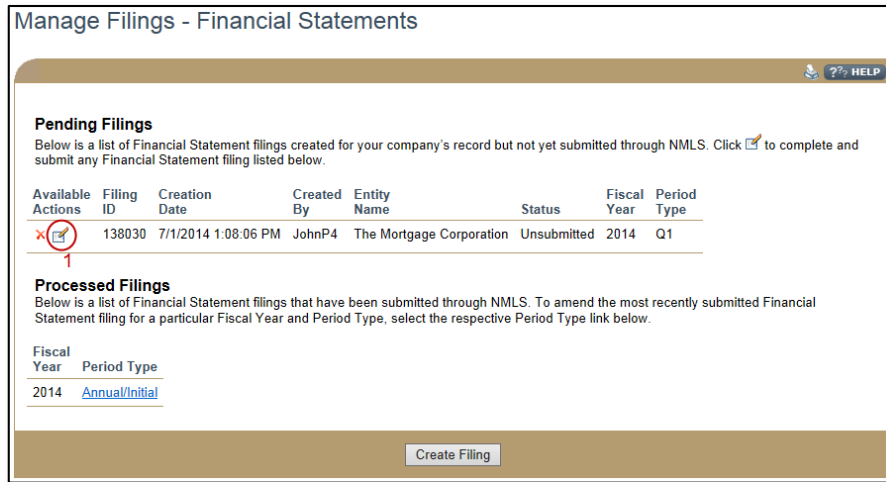 Manage Filings - Financial Statements
??? HELP
Pending Filings
Below is a list of Financial Statement filings created for your company's record but not yet submitted through NMLS. Click to complete and
submit any Financial Statement filing listed below.
Available Filing Creation Created Entity Fiscal Period
Actions ID Date By Name Status Year Type
138030 7/1/2014 1:08:06 PM JohnP4 The Mortgage Corporation Unsubmitted 2014 Q1
1
Processed Filings
Below is a list of Financial Statement filings that have been submitted through NMLS. To amend the most recently submitted Financial
Statement filing for a particular Fiscal Year and Period Type, select the respective Period Type link below.
Fiscal
Year Period Type
2014 Annual/Initial
Create Filing